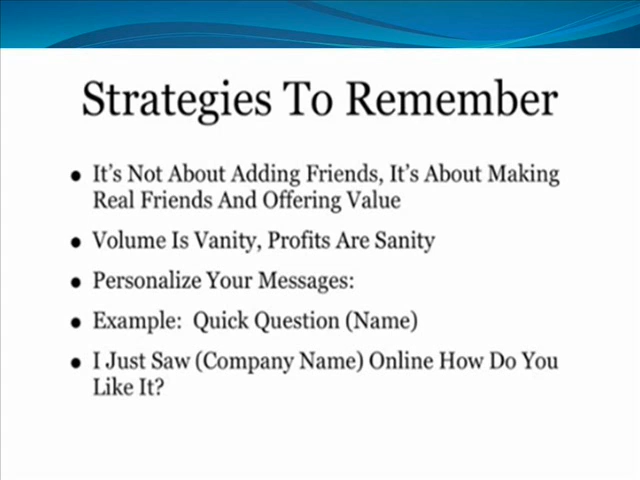 Strategies To Remember
● It's Not About Adding Friends, It's About Making
Real Friends And Offering Value
● Volume Is Vanity, Profits Are Sanity
● Personalize Your Messages:
● Example:  Quick Question (Name)
● I Just Saw (Company Name) Online How Do You
Like It?